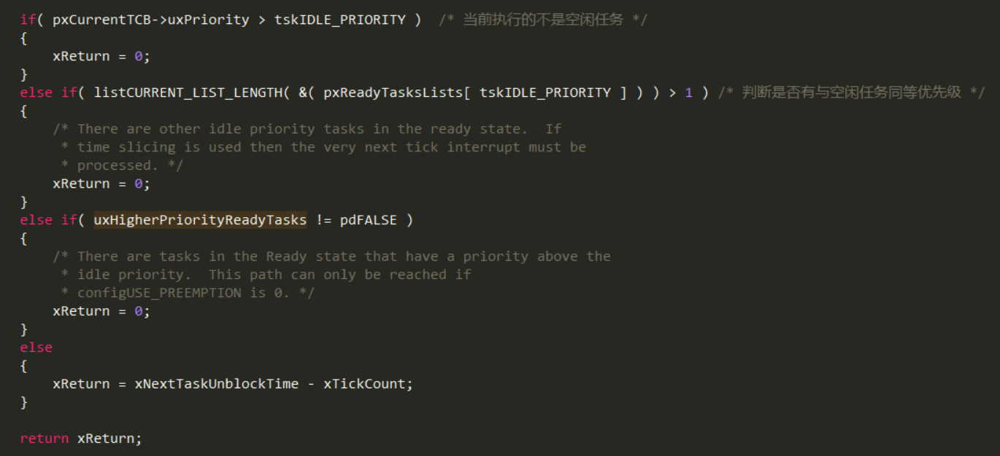 if( pxCurrentTCB->uxPriority > tskIDLE_PRIORITY )  /* 当前执行的不是空闲任务 */
{
    xReturn = 0;
}
else if( listCURRENT_LIST_LENGTH( &( pxReadyTasksLists[ tskIDLE_PRIORITY ] ) ) > 1 ) /* 判断是否有与空闲任务同等优先级 */
{
    /* There are other idle priority tasks in the ready state.  If
     * time slicing is used then the very next tick interrupt must be
     * processed. */
    xReturn = 0;
}
else if( uxHigherPriorityReadyTasks != pdFALSE )
{
    /* There are tasks in the Ready state that have a priority above the
     * idle priority.  This path can only be reached if
     * configUSE_PREEMPTION is 0. */
    xReturn = 0;
}
else
{
    xReturn = xNextTaskUnblockTime - xTickCount;
}
return xReturn;